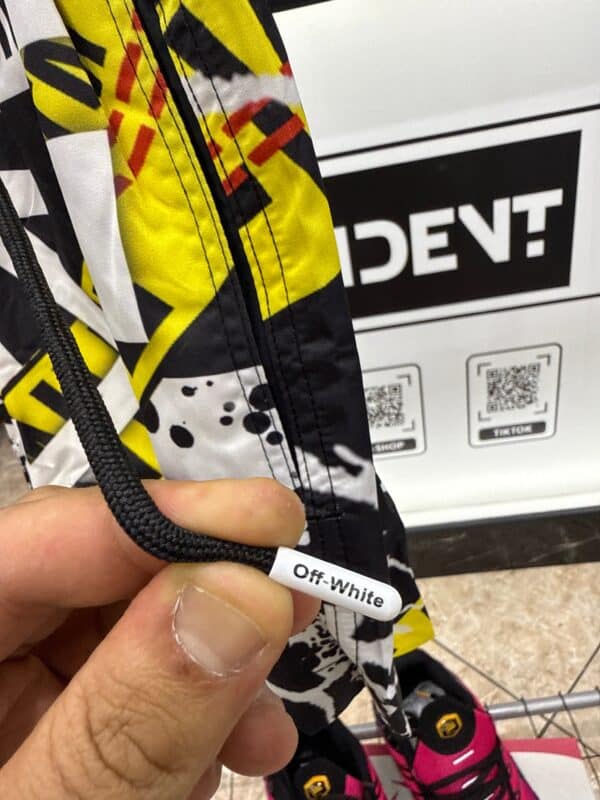 IDENT.
SHOP
TIKTOK
Off-White